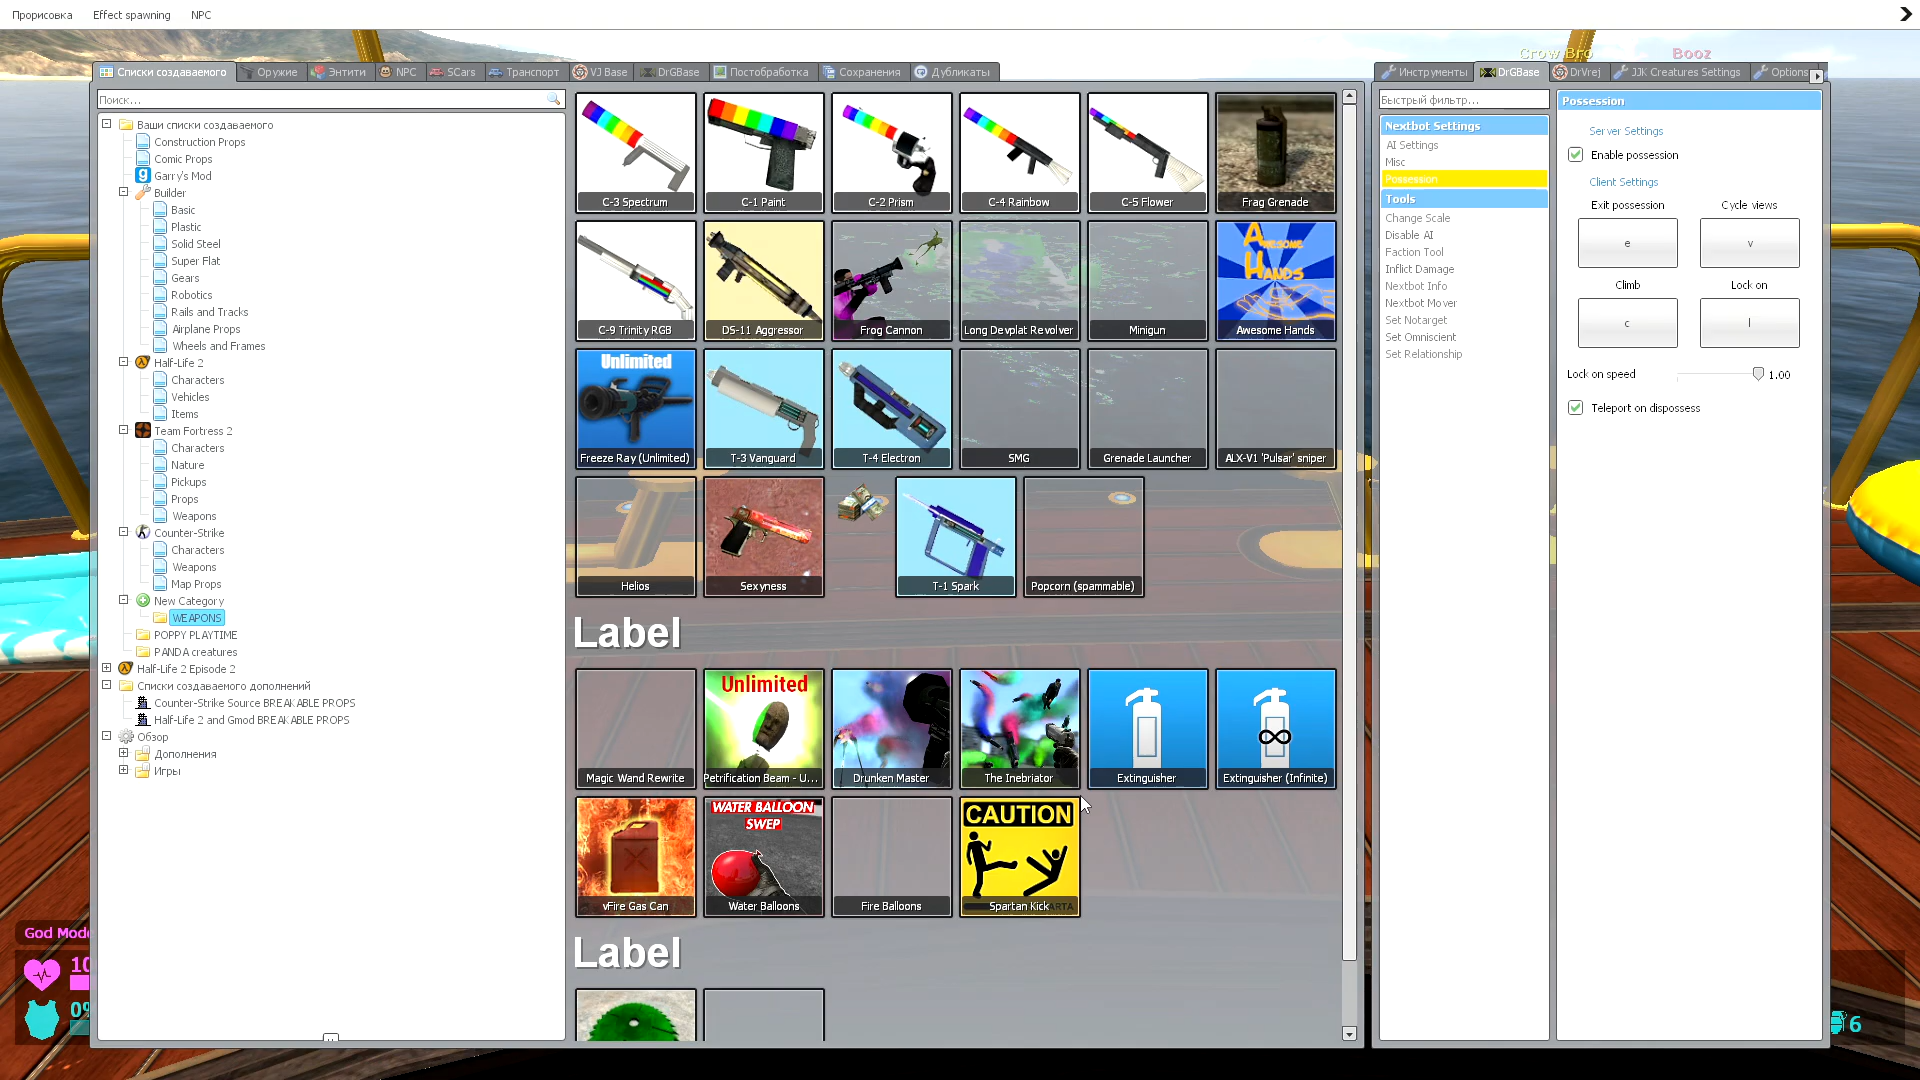 Прорисовка Effect spawning NPC
Crow Bro Booz
Списки создаваемого Оружие Энтити NPC SCars Транспорт VJ Base DrGBase Постобработка Сохранения Дубликаты
Инструменты DrGBase DrVrej JJK Creatures Settings Options
Поиск...
Ваши списки создаваемого
Construction Props
Comic Props
Garry's Mod
Builder
Basic
Plastic
Solid Steel
Super Flat
Gears
Robotics
Rails and Tracks
Airplane Props
Wheels and Frames
Half-Life 2
Characters
Vehicles
Items
Team Fortress 2
Characters
Nature
Pickups
Props
Weapons
Counter-Strike
Characters
Weapons
Map Props
New Category
WEAPONS
POPPY PLAYTIME
PANDA creatures
Half-Life 2 Episode 2
Списки создаваемого дополнений
Counter-Strike Source BREAKABLE PROPS
Half-Life 2 and Gmod BREAKABLE PROPS
Обзор
Дополнения
Игры
C-3 Spectrum C-1 Paint C-2 Prism C-4 Rainbow C-5 Flower Frag Grenade
AWESOME HANDS
C-9 Trinity RGB DS-11 Aggressor Frog Cannon Long Devplat Revolver Minigun Awesome Hands
Unlimited
Freeze Ray (Unlimited) T-3 Vanguard T-4 Electron SMG Grenade Launcher ALX-V1 'Pulsar' sniper
Helios Sexyness T-1 Spark Popcorn (spammable)
Label
Unlimited
Magic Wand Rewrite Petrification Beam - U... Drunken Master The Inebriator Extinguisher Extinguisher (Infinite)
WATER BALLOON
SWEP
CAUTION
vFire Gas Can Water Balloons Fire Balloons Spartan Kick
Label
Быстрый фильтр...
Nextbot Settings
AI Settings
Misc
Possession
Tools
Change Scale
Disable AI
Faction Tool
Inflict Damage
Nextbot Info
Nextbot Mover
Set Notarget
Set Omniscient
Set Relationship
Possession
Server Settings
Enable possession
Client Settings
Exit possession Cycle views
e v
Climb Lock on
c l
Lock on speed 1.00
Teleport on dispossess
God Mode
10
0%
6